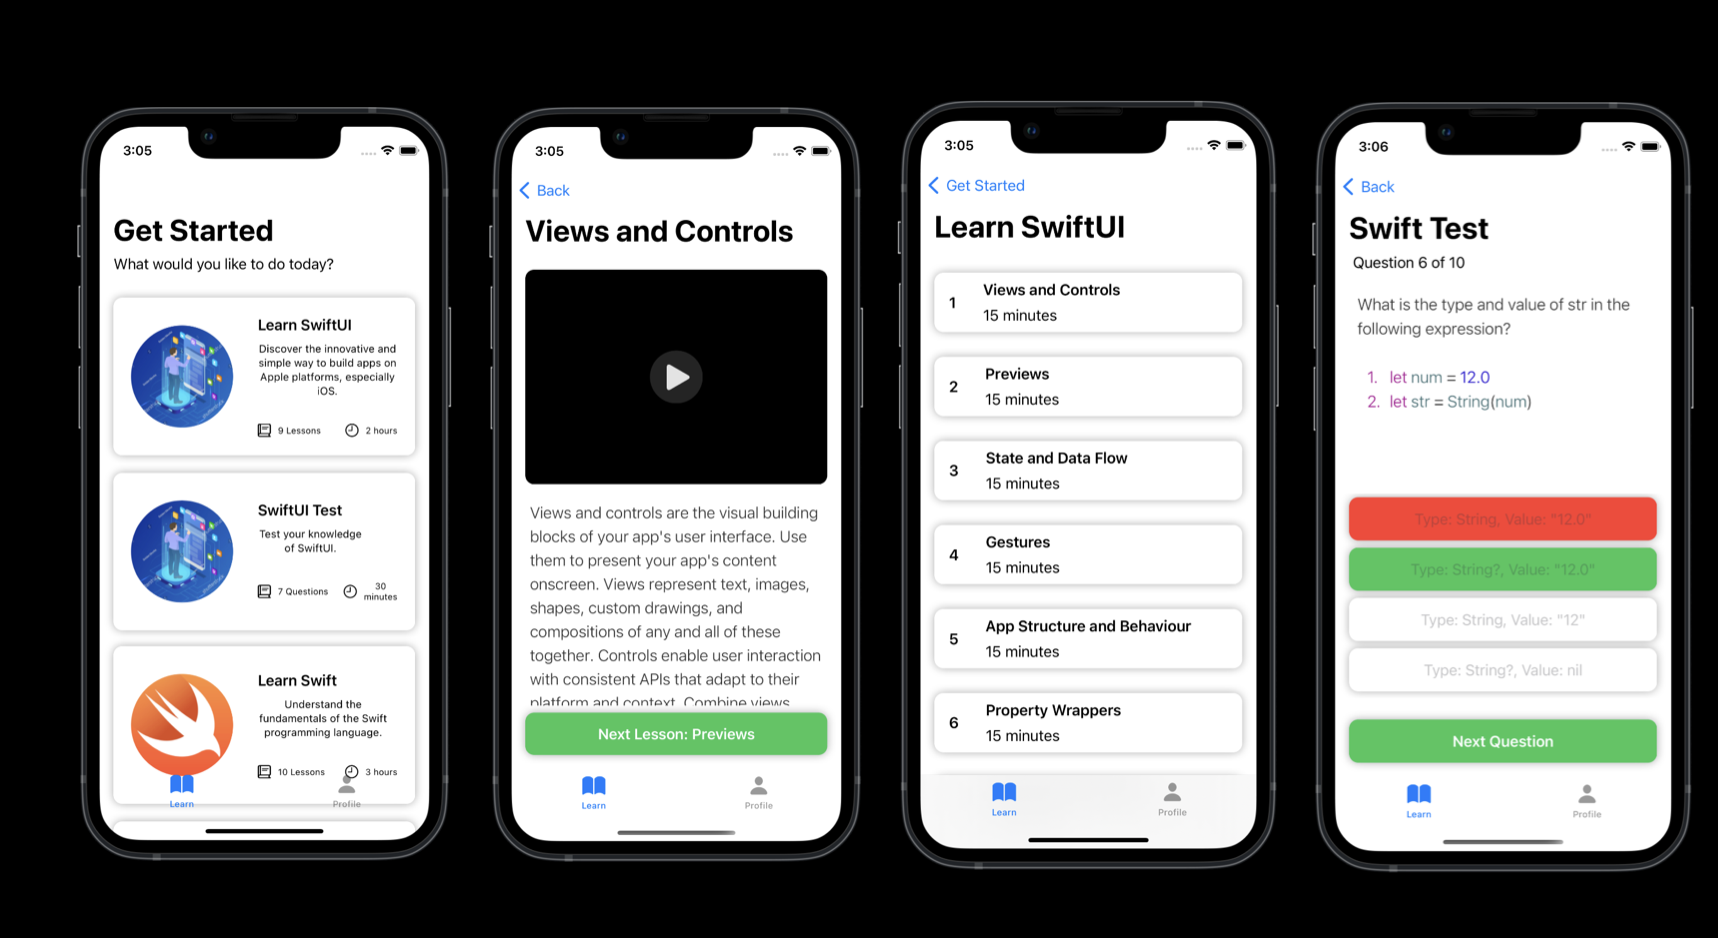 3:05
Get Started
What would you like to do today?
Learn SwiftUI
Discover the innovative and
simple way to build apps on
Apple platforms, especially
iOS.
9 Lessons
2 hours
SwiftUI Test
Test your knowledge
of SwiftUI.
7 Questions
30
minutes
Learn Swift
Understand the
fundamentals of the Swift
programming language.
10 Lessons
3 hours
Learn
Profile
3:05
Back
Views and Controls
Views and controls are the visual building
blocks of your app's user interface. Use
them to present your app's content
onscreen. Views represent text, images,
shapes, custom drawings, and
compositions of any and all of these
together. Controls enable user interaction
with consistent APIs that adapt to their
platform and context. Combine views
Next Lesson: Previews
Learn
Profile
3:05
Get Started
Learn SwiftUI
1
Views and Controls
15 minutes
2
Previews
15 minutes
3
State and Data Flow
15 minutes
4
Gestures
15 minutes
5
App Structure and Behaviour
15 minutes
6
Property Wrappers
15 minutes
Learn
Profile
3:06
Back
Swift Test
Question 6 of 10
What is the type and value of str in the
following expression?
1. let num = 12.0
2. let str = String(num)
Type: String, Value: "12.0"
Type: String?, Value: "12.0"
Type: String, Value: "12"
Type: String?, Value: nil
Next Question
Learn
Profile